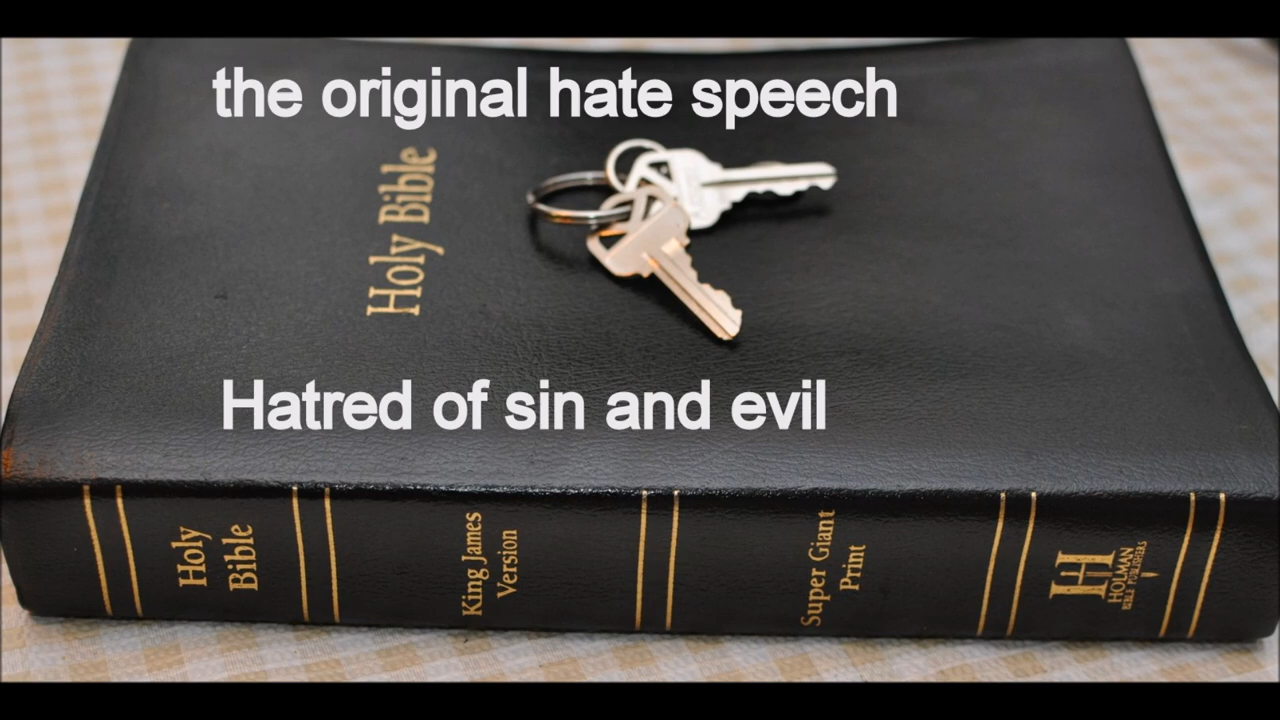 the original hate speech
Holy Bible
Hatred of sin and evil
Holy
Bible
King James
Version
Super Giant
Print
HOLMAN
BIBLE PUBLISHERS